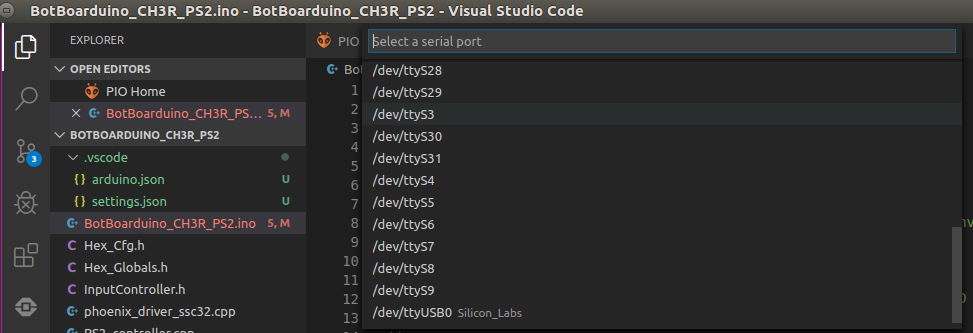 BotBoarduino_CH3R_PS2.ino - BotBoarduino_CH3R_PS2 - Visual Studio Code
EXPLORER
OPEN EDITORS
PIO Home
BotBoarduino_CH3R_PS... 5, M
BOTBOARDUINO_CH3R_PS2
.vscode
{} arduino.json U
{} settings.json U
BotBoarduino_CH3R_PS2.ino 5, M
C Hex_Cfg.h
C Hex_Globals.h
C InputController.h
phoenix_driver_ssc32.cpp
PS2_controller.cpp
3
PIO
Bot
1
2
3
4
5
6
7
8
9
10
11
12
13
Select a serial port
/dev/ttyS28
/dev/ttyS29
/dev/ttyS3
/dev/ttyS30
/dev/ttyS31
/dev/ttyS4
/dev/ttyS5
/dev/ttyS6
/dev/ttyS7
/dev/ttyS8
/dev/ttyS9
/dev/ttyUSB0 Silicon_Labs